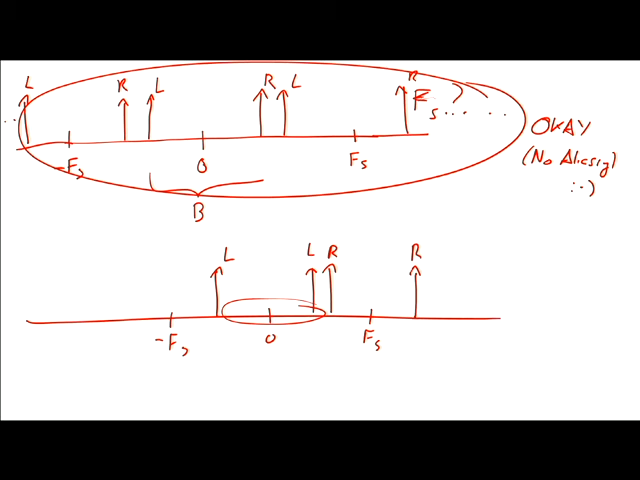 L R L R L R
Fs > ... ...
-Fs 0 Fs
B
OKAY
(No Aliasing)
:-)
L L R R
-Fs 0 Fs